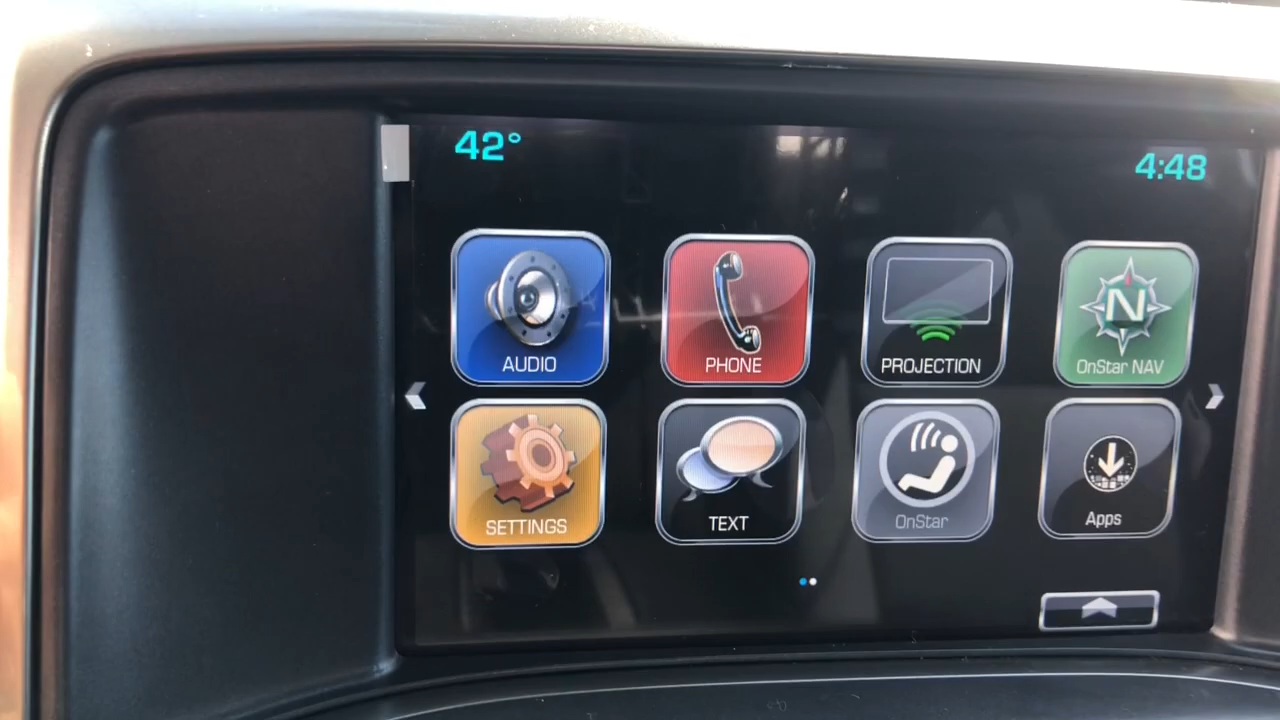 42°
4:48
AUDIO
PHONE
PROJECTION
N
OnStar NAV
SETTINGS
TEXT
OnStar
Apps